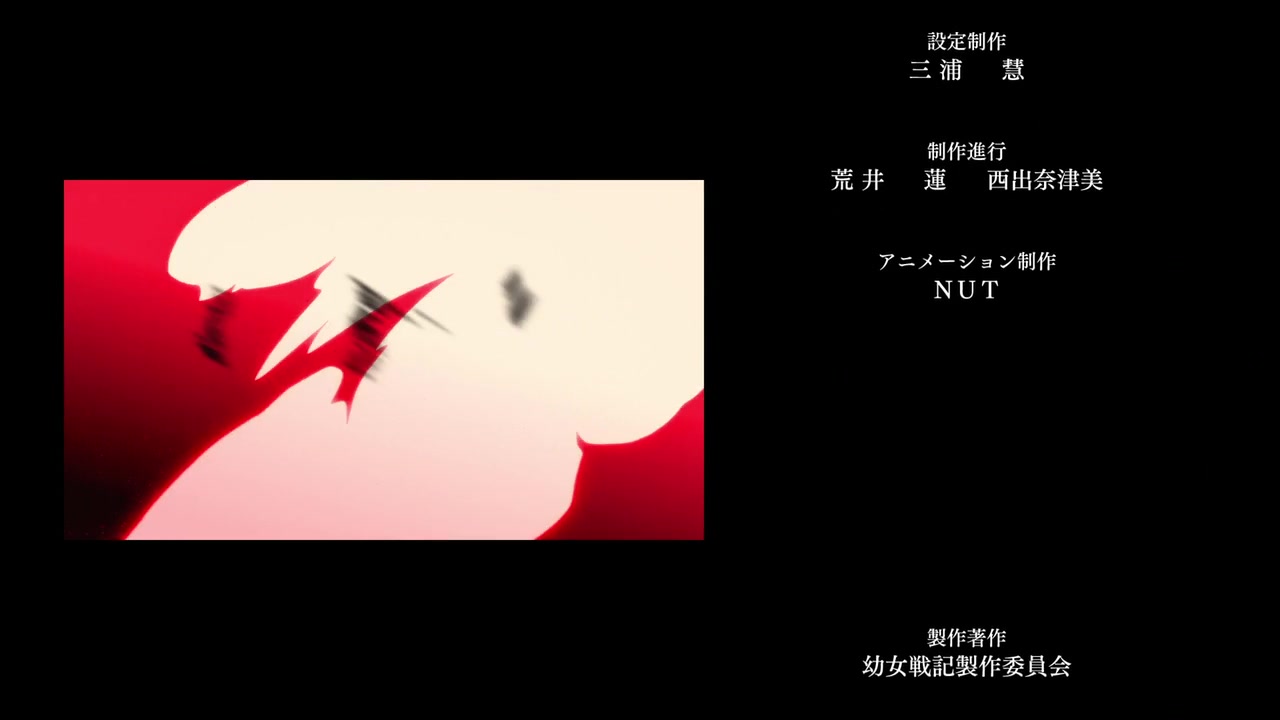 設定制作
三浦　慧
制作進行
荒井　蓮　西出奈津美
アニメーション制作
NUT
製作著作
幼女戦記製作委員会